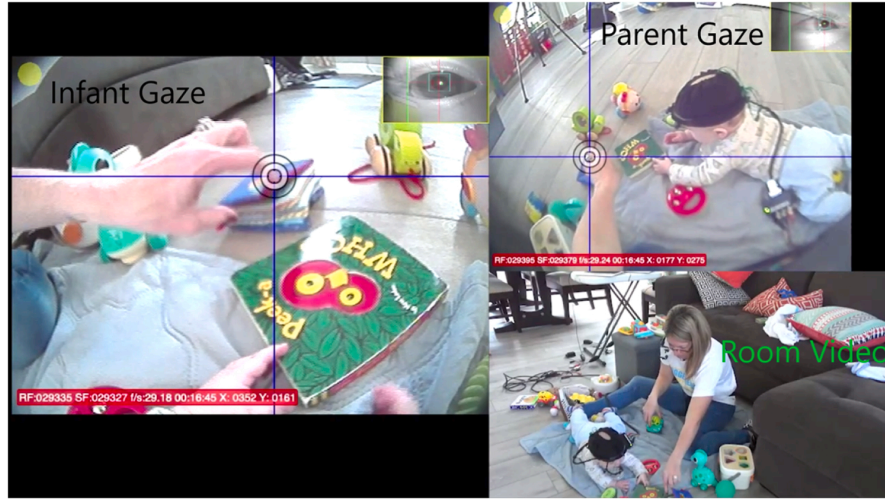 Infant Gaze
Peek-a
WHO?
RF:029335 SF:029327 f/s:29.18 00:16:45 X: 0352 Y: 0161
Parent Gaze
WHO?
RF:029395 SF:029379 f/s:29.24 00:16:45 X: 0177 Y: 0275
Room Video